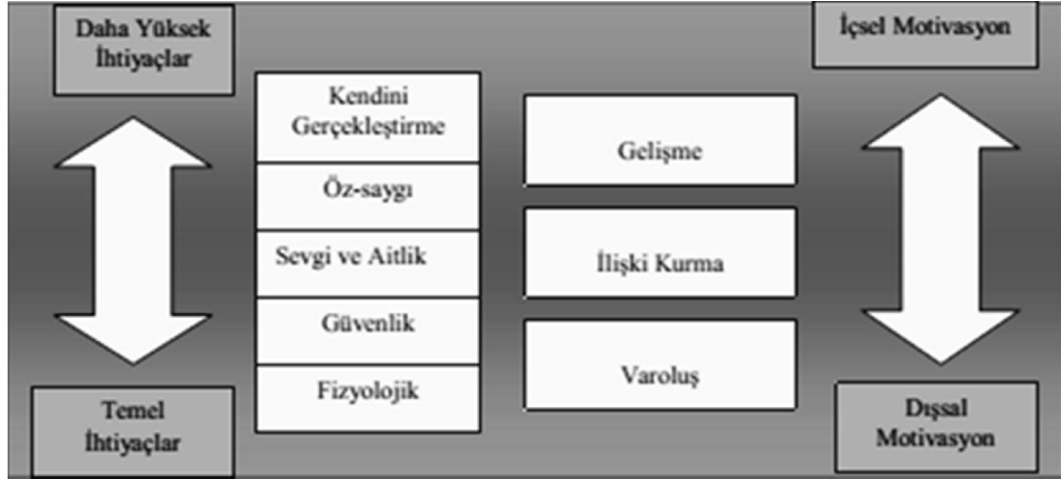 Daha Yüksek
İhtiyaçlar
Temel
İhtiyaçlar
Kendini
Gerçekleştirme
Öz-saygı
Sevgi ve Aitlik
Güvenlik
Fizyolojik
Gelişme
İlişki Kurma
Varoluş
İçsel Motivasyon
Dışsal
Motivasyon